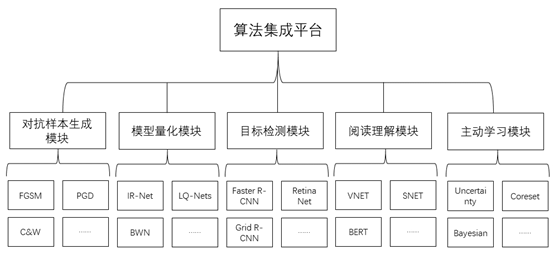 算法集成平台
对抗样本生成
模块
模型量化模块
目标检测模块
阅读理解模块
主动学习模块
FGSM
PGD
IR-Net
LQ-Nets
Faster R-
CNN
Retina
Net
VNET
SNET
Uncertai
nty
Coreset
C&W
......
BWN
......
Grid R-
CNN
......
BERT
......
Bayesian
......